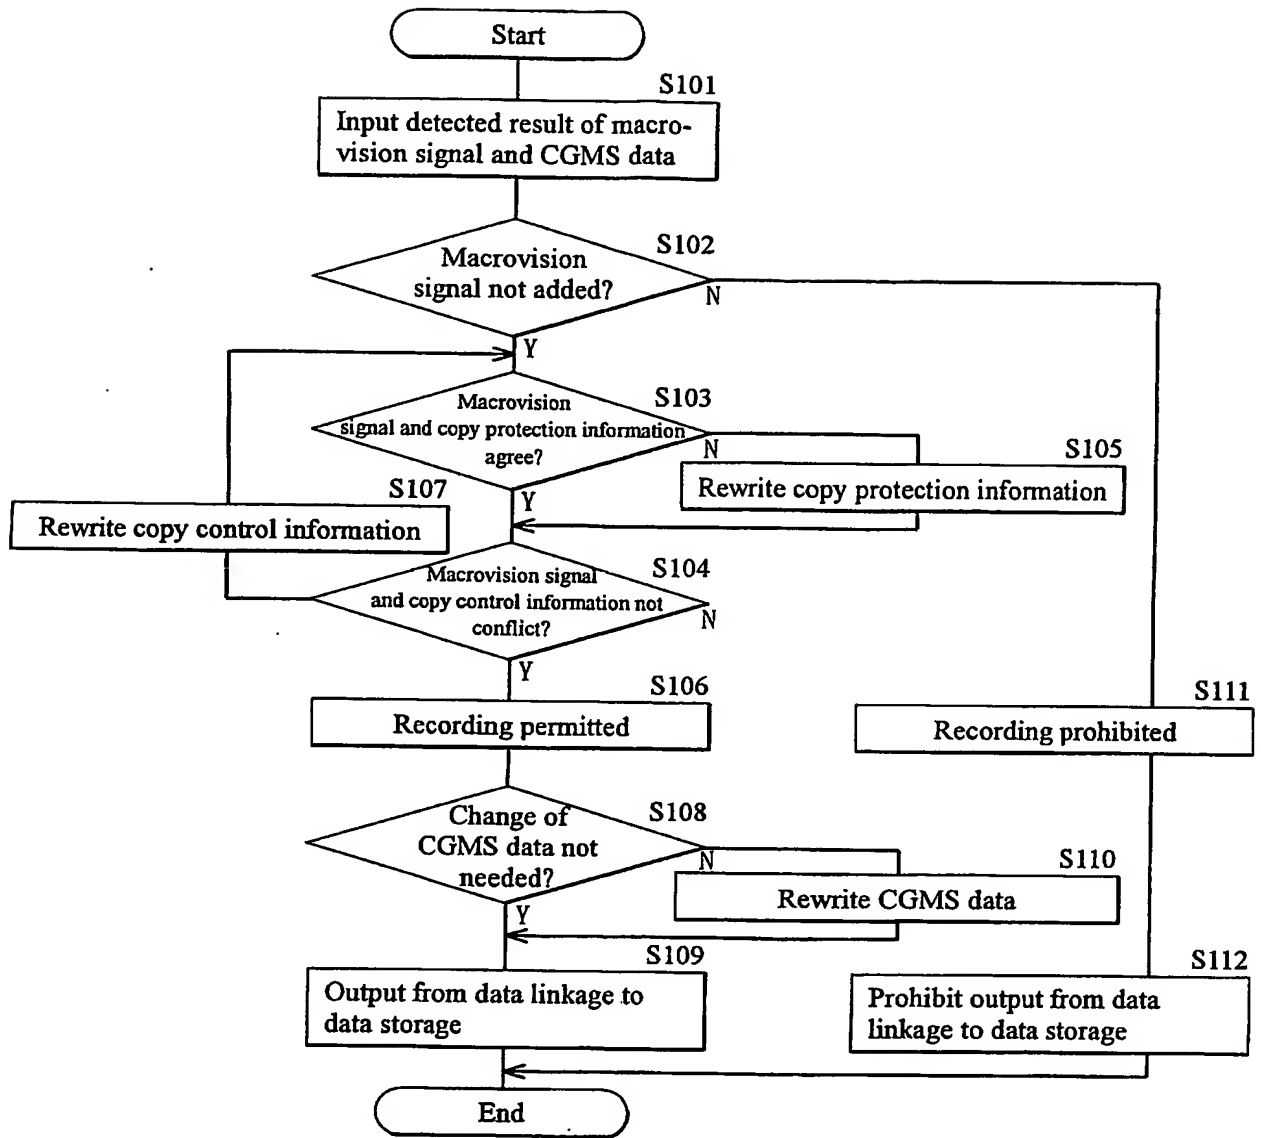 Start
S101
Input detected result of macro-
vision signal and CGMS data
S102
Macrovision
signal not added?
N
Y
S103
Macrovision
signal and copy protection information
agree?
N
S105
Rewrite copy protection information
Y
S107
Rewrite copy control information
S104
Macrovision signal
and copy control information not
conflict?
N
Y
S106
Recording permitted
S111
Recording prohibited
S108
Change of
CGMS data not
needed?
N
S110
Rewrite CGMS data
Y
S109
Output from data linkage to
data storage
S112
Prohibit output from data
linkage to data storage
End